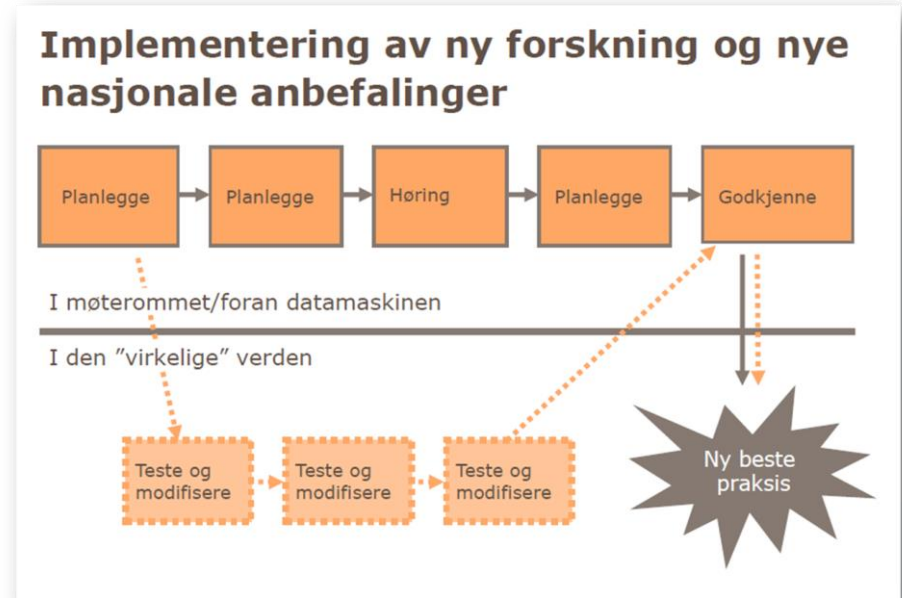 Implementering av ny forskning og nye
nasjonale anbefalinger
Planlegge
Planlegge
Høring
Planlegge
Godkjenne
I møterommet/foran datamaskinen
I den ”virkelige” verden
Teste og
modifisere
Teste og
modifisere
Teste og
modifisere
Ny beste
praksis